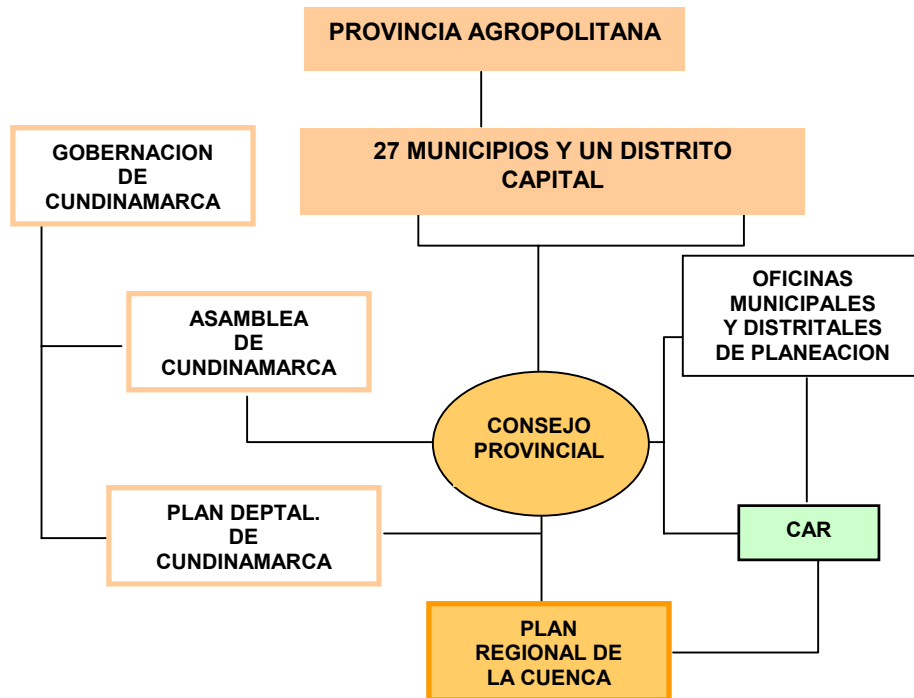 PROVINCIA AGROPOLITANA
27 MUNICIPIOS Y UN DISTRITO
CAPITAL
GOBERNACION
DE
CUNDINAMARCA
OFICINAS
MUNICIPALES
Y DISTRITALES
DE PLANEACION
ASAMBLEA
DE
CUNDINAMARCA
CONSEJO
PROVINCIAL
PLAN DEPTAL.
DE
CUNDINAMARCA
CAR
PLAN
REGIONAL DE
LA CUENCA